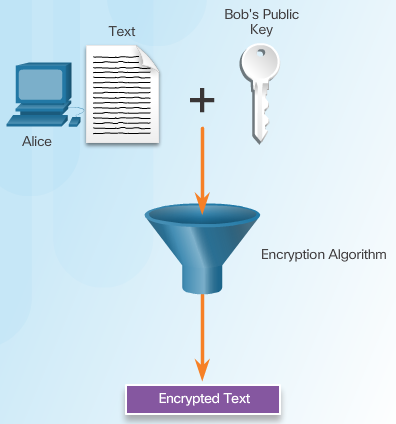 Text
Bob's Public
Key
Alice
Encryption Algorithm
Encrypted Text